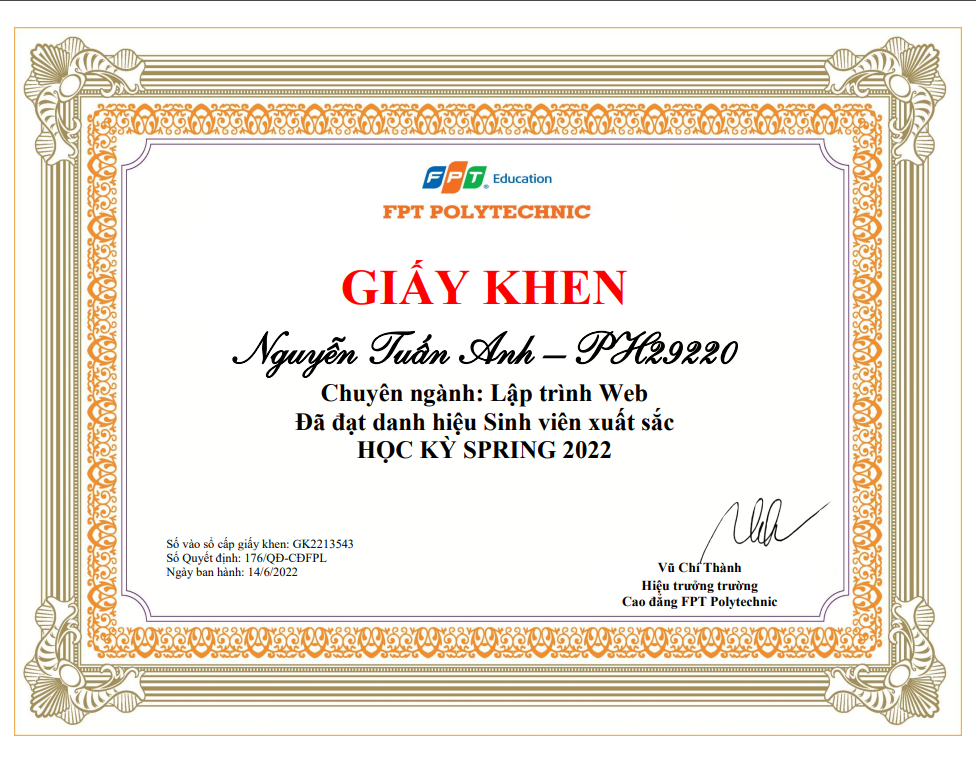 FPT® Education
FPT POLYTECHNIC
GIẤY KHEN
Nguyễn Tuấn Anh – PH29220
Chuyên ngành: Lập trình Web
Đã đạt danh hiệu Sinh viên xuất sắc
HỌC KỲ SPRING 2022
Số vào sổ cấp giấy khen: GK2213543
Số Quyết định: 176/QĐ-CĐFPL
Ngày ban hành: 14/6/2022
Vũ Chí Thành
Hiệu trưởng trường
Cao đẳng FPT Polytechnic